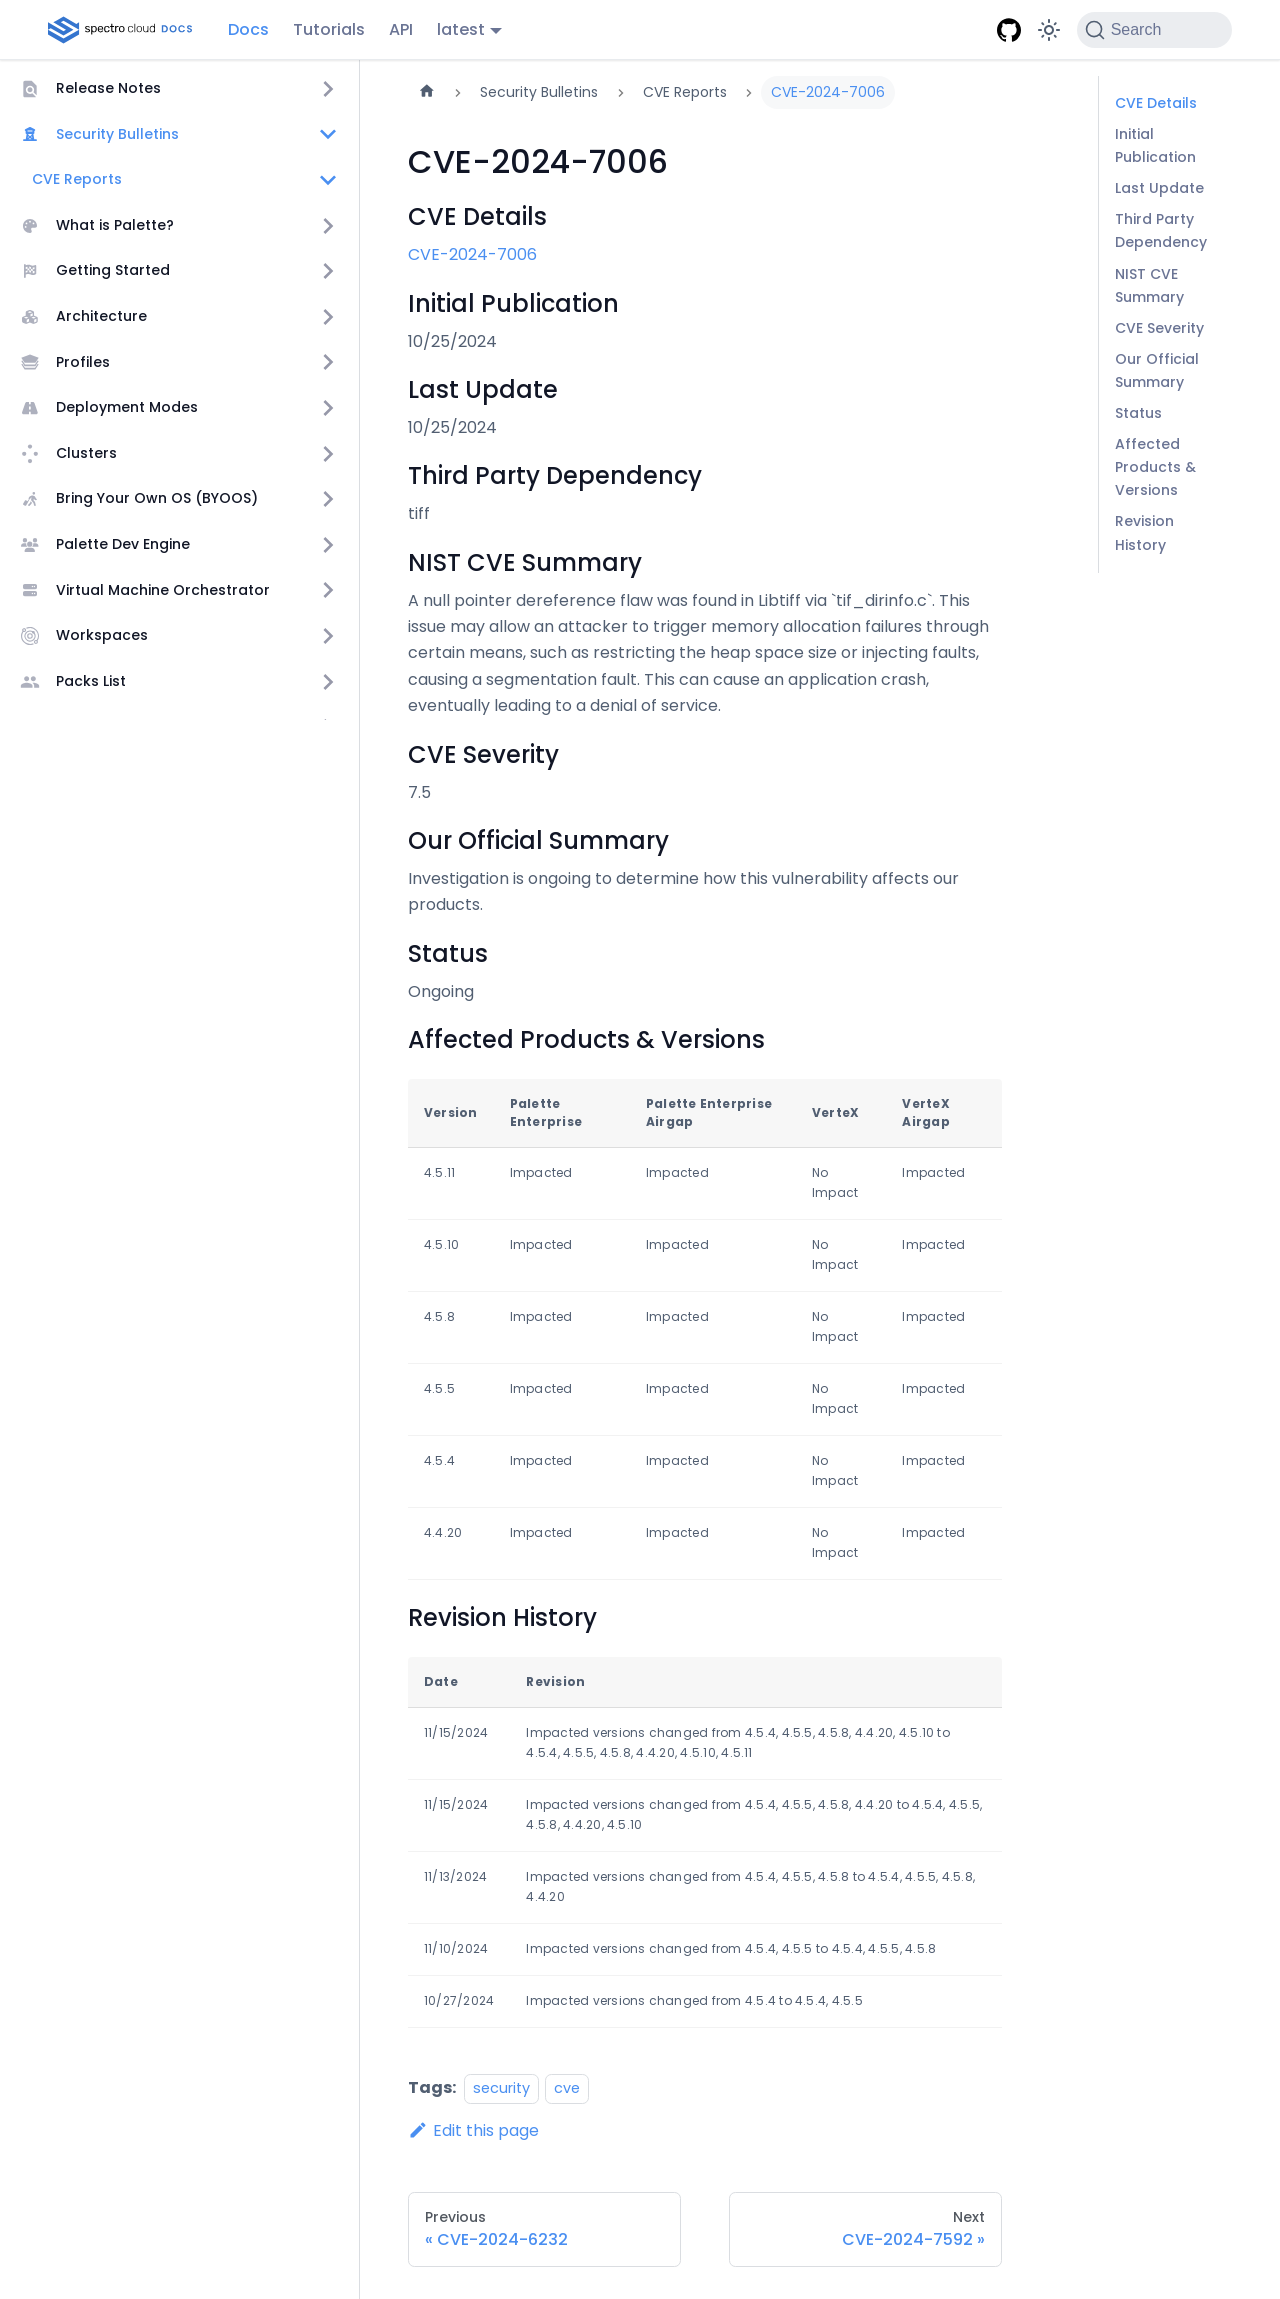 spectro cloud DOCS
Docs
Tutorials
API
latest
Search
Release Notes
Security Bulletins
CVE Reports
What is Palette?
Getting Started
Architecture
Profiles
Deployment Modes
Clusters
Bring Your Own OS (BYOOS)
Palette Dev Engine
Virtual Machine Orchestrator
Workspaces
Packs List
Security Bulletins
CVE Reports
CVE-2024-7006
CVE-2024-7006
CVE Details
CVE-2024-7006
Initial Publication
10/25/2024
Last Update
10/25/2024
Third Party Dependency
tiff
NIST CVE Summary
A null pointer dereference flaw was found in Libtiff via `tif_dirinfo.c`. This
issue may allow an attacker to trigger memory allocation failures through
certain means, such as restricting the heap space size or injecting faults,
causing a segmentation fault. This can cause an application crash,
eventually leading to a denial of service.
CVE Severity
7.5
Our Official Summary
Investigation is ongoing to determine how this vulnerability affects our
products.
Status
Ongoing
Affected Products & Versions
Version Palette Enterprise Palette Enterprise Airgap VerteX VerteX Airgap
4.5.11 Impacted Impacted No Impact Impacted
4.5.10 Impacted Impacted No Impact Impacted
4.5.8 Impacted Impacted No Impact Impacted
4.5.5 Impacted Impacted No Impact Impacted
4.5.4 Impacted Impacted No Impact Impacted
4.4.20 Impacted Impacted No Impact Impacted
Revision History
Date Revision
11/15/2024 Impacted versions changed from 4.5.4, 4.5.5, 4.5.8, 4.4.20, 4.5.10 to
4.5.4, 4.5.5, 4.5.8, 4.4.20, 4.5.10, 4.5.11
11/15/2024 Impacted versions changed from 4.5.4, 4.5.5, 4.5.8, 4.4.20 to 4.5.4, 4.5.5,
4.5.8, 4.4.20, 4.5.10
11/13/2024 Impacted versions changed from 4.5.4, 4.5.5, 4.5.8 to 4.5.4, 4.5.5, 4.5.8,
4.4.20
11/10/2024 Impacted versions changed from 4.5.4, 4.5.5 to 4.5.4, 4.5.5, 4.5.8
10/27/2024 Impacted versions changed from 4.5.4 to 4.5.4, 4.5.5
Tags: security cve
Edit this page
Previous
« CVE-2024-6232
Next
CVE-2024-7592 »
CVE Details
Initial
Publication
Last Update
Third Party
Dependency
NIST CVE
Summary
CVE Severity
Our Official
Summary
Status
Affected
Products &
Versions
Revision
History